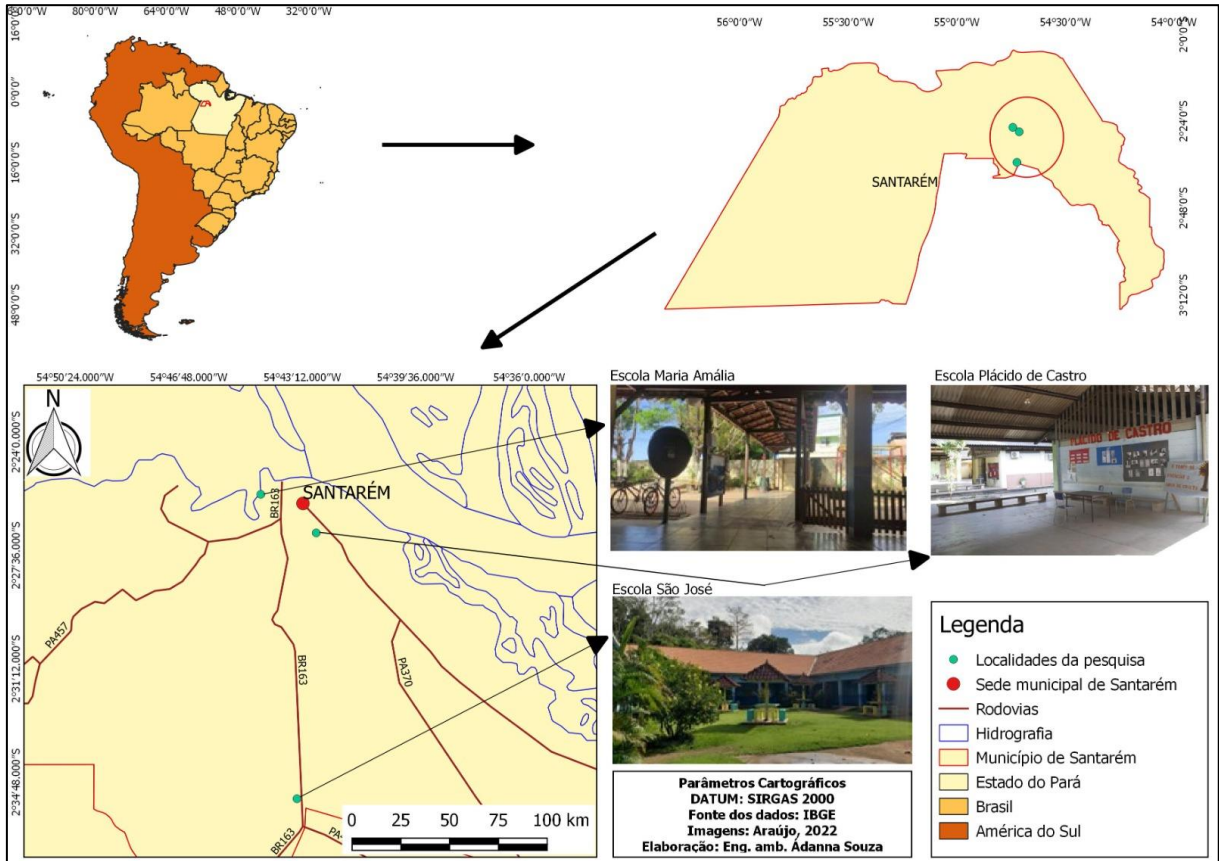 80°0'0"W 64°0'0"W 48°0'0"W 32°0'0"W
16°0'0"N
0°0'0"
16°0'0"S
32°0'0"S
48°0'0"S
56°0'0"W 55°30'0"W 55°0'0"W 54°30'0"W 54°0'0"W
2°0'0"S
2°24'0"S
2°48'0"S
3°12'0"S
SANTARÉM
54°50'24.000"W 54°46'48.000"W 54°43'12.000"W 54°39'36.000"W 54°36'0.000"W
2°24'0.000"S
2°27'36.000"S
2°31'12.000"S
2°34'48.000"S
N
SANTARÉM
BR163
PA457
BR163
PA370
BR163
0 25 50 75 100 km
Escola Maria Amália
Escola Plácido de Castro
PLÁCIDO DE CASTRO
Escola São José
Parâmetros Cartográficos
DATUM: SIRGAS 2000
Fonte dos dados: IBGE
Imagens: Araújo, 2022
Elaboração: Eng. amb. Ádanna Souza
Legenda
Localidades da pesquisa
Sede municipal de Santarém
Rodovias
Hidrografia
Município de Santarém
Estado do Pará
Brasil
América do Sul